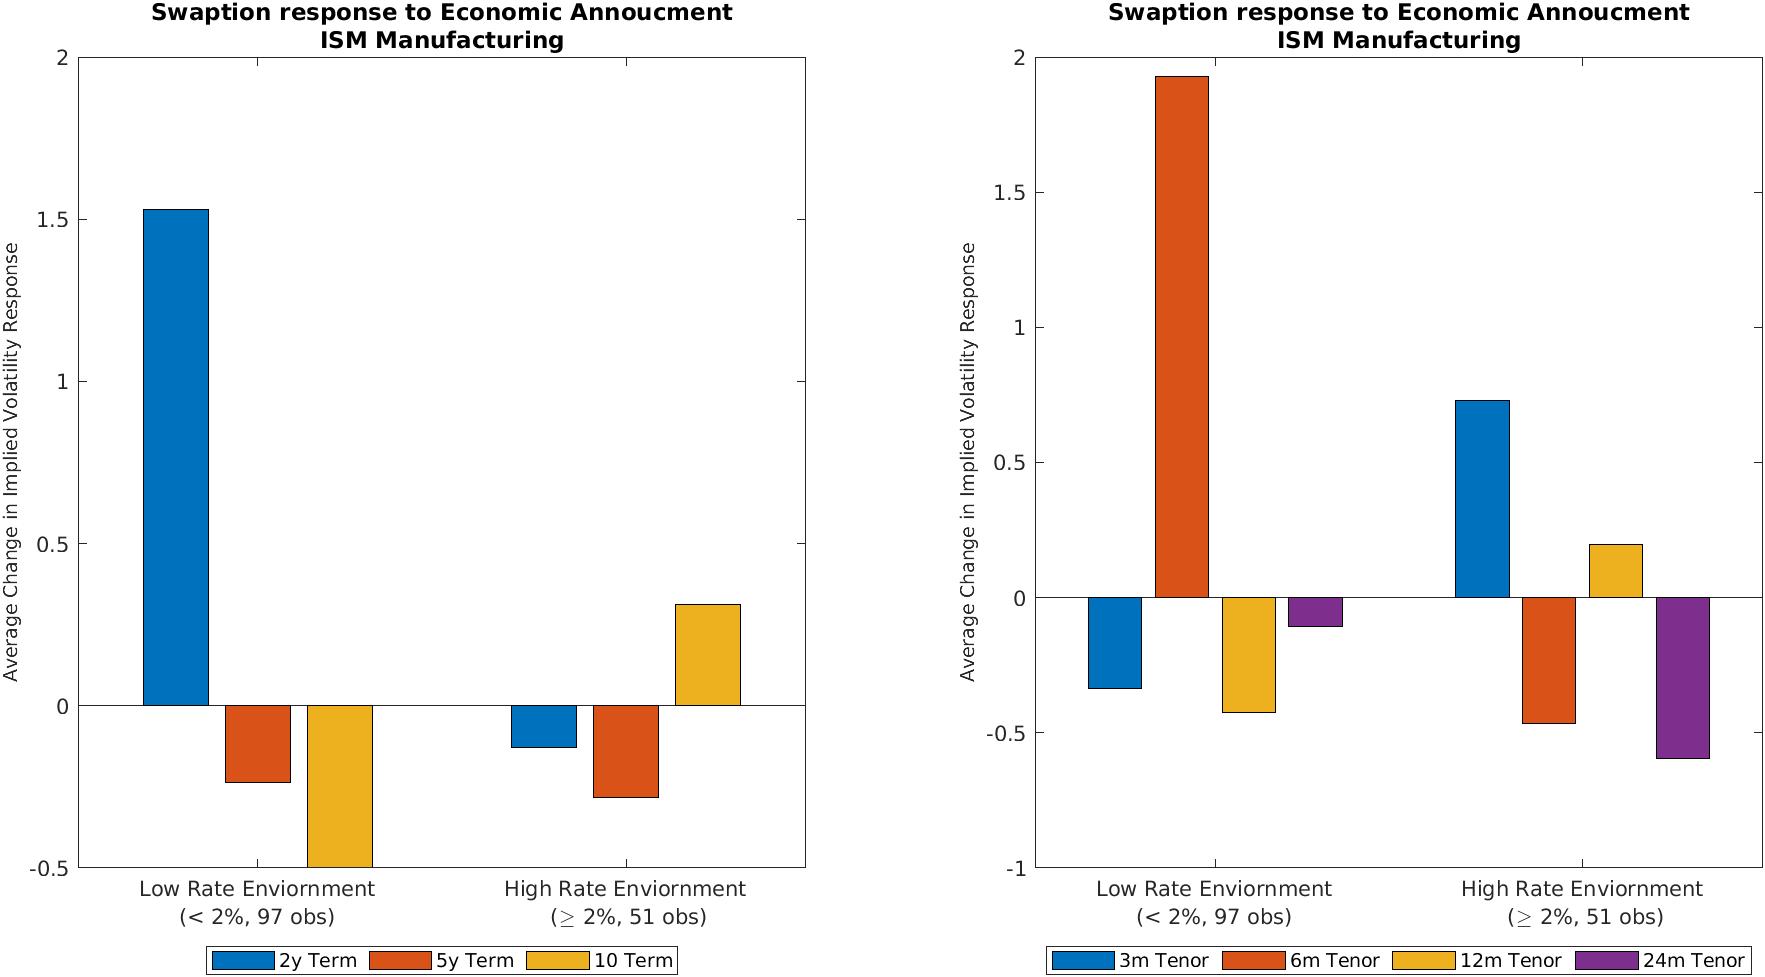 Swaption response to Economic Annoucment
ISM Manufacturing
Average Change in Implied Volatility Response
2
1.5
1
0.5
0
-0.5
Low Rate Enviornment
(< 2%, 97 obs)
High Rate Enviornment
(≥ 2%, 51 obs)
2y Term
5y Term
10 Term
Swaption response to Economic Annoucment
ISM Manufacturing
Average Change in Implied Volatility Response
2
1.5
1
0.5
0
-0.5
-1
Low Rate Enviornment
(< 2%, 97 obs)
High Rate Enviornment
(≥ 2%, 51 obs)
3m Tenor
6m Tenor
12m Tenor
24m Tenor